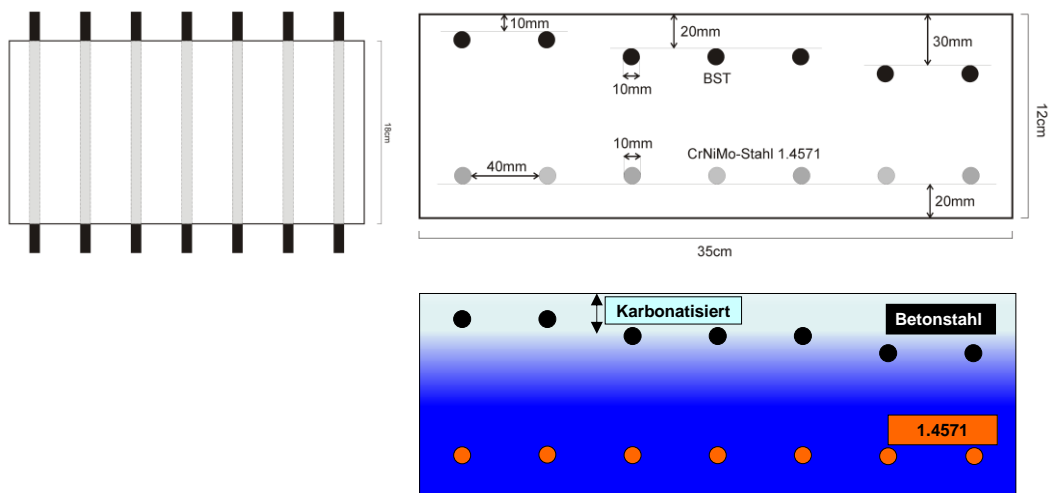 18cm
10mm
20mm
30mm
10mm
BST
10mm
CrNiMo-Stahl 1.4571
40mm
20mm
12cm
35cm
Karbonatisiert
Betonstahl
1.4571